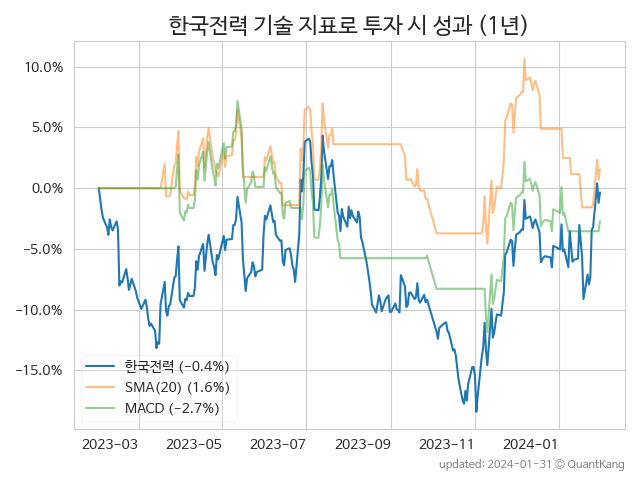 한국전력 기술 지표로 투자 시 성과 (1년)
10.0%
5.0%
0.0%
−5.0%
−10.0%
−15.0%
한국전력 (−0.4%)
SMA(20) (1.6%)
MACD (−2.7%)
2023-03 2023-05 2023-07 2023-09 2023-11 2024-01
updated: 2024-01-31 © QuantKang